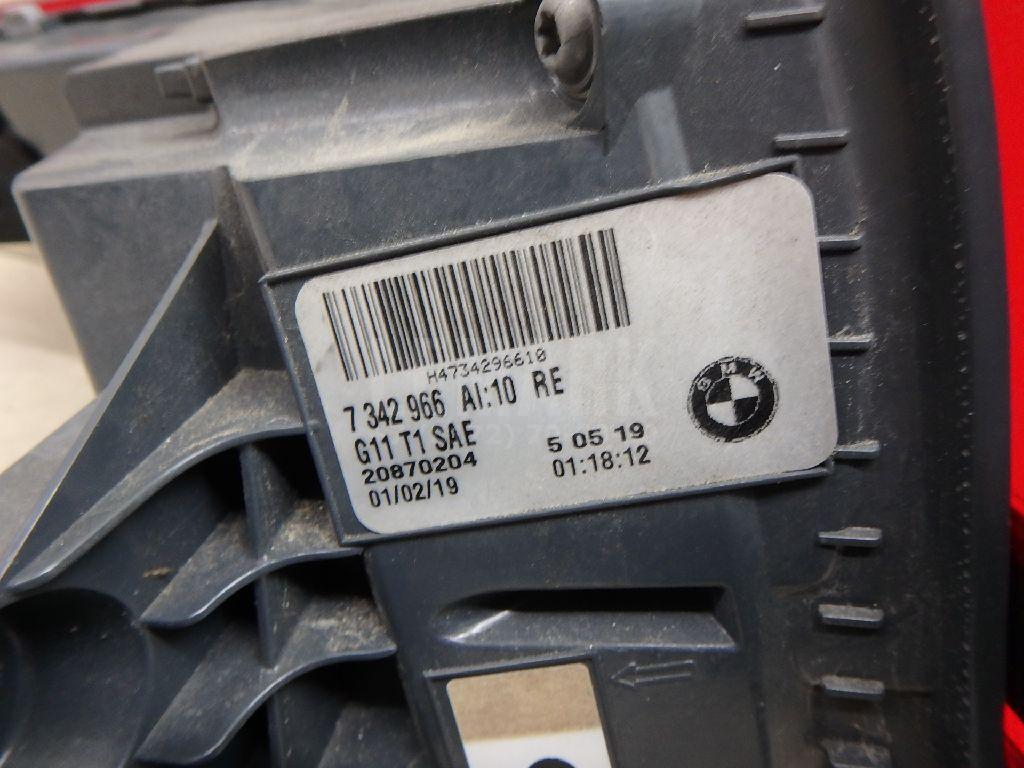 H4734296610
7 342 966 AI:10 RE
G11 T1 SAE 5 05 19
20870204 01:18:12
01/02/19
BMW